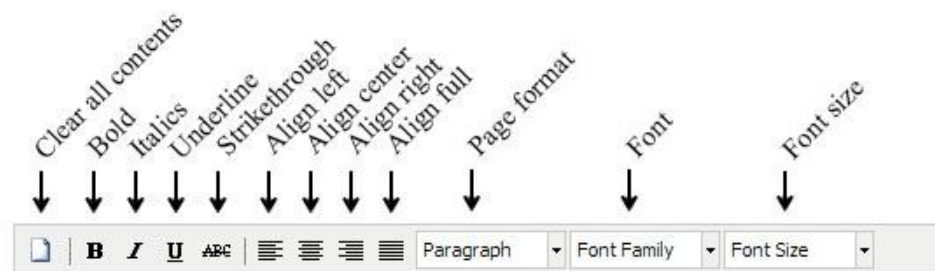 Clear all contents
Bold
Italics
Underline
Strikethrough
Align left
Align center
Align right
Align full
Page format
Font
Font size
B I U ABC Paragraph Font Family Font Size